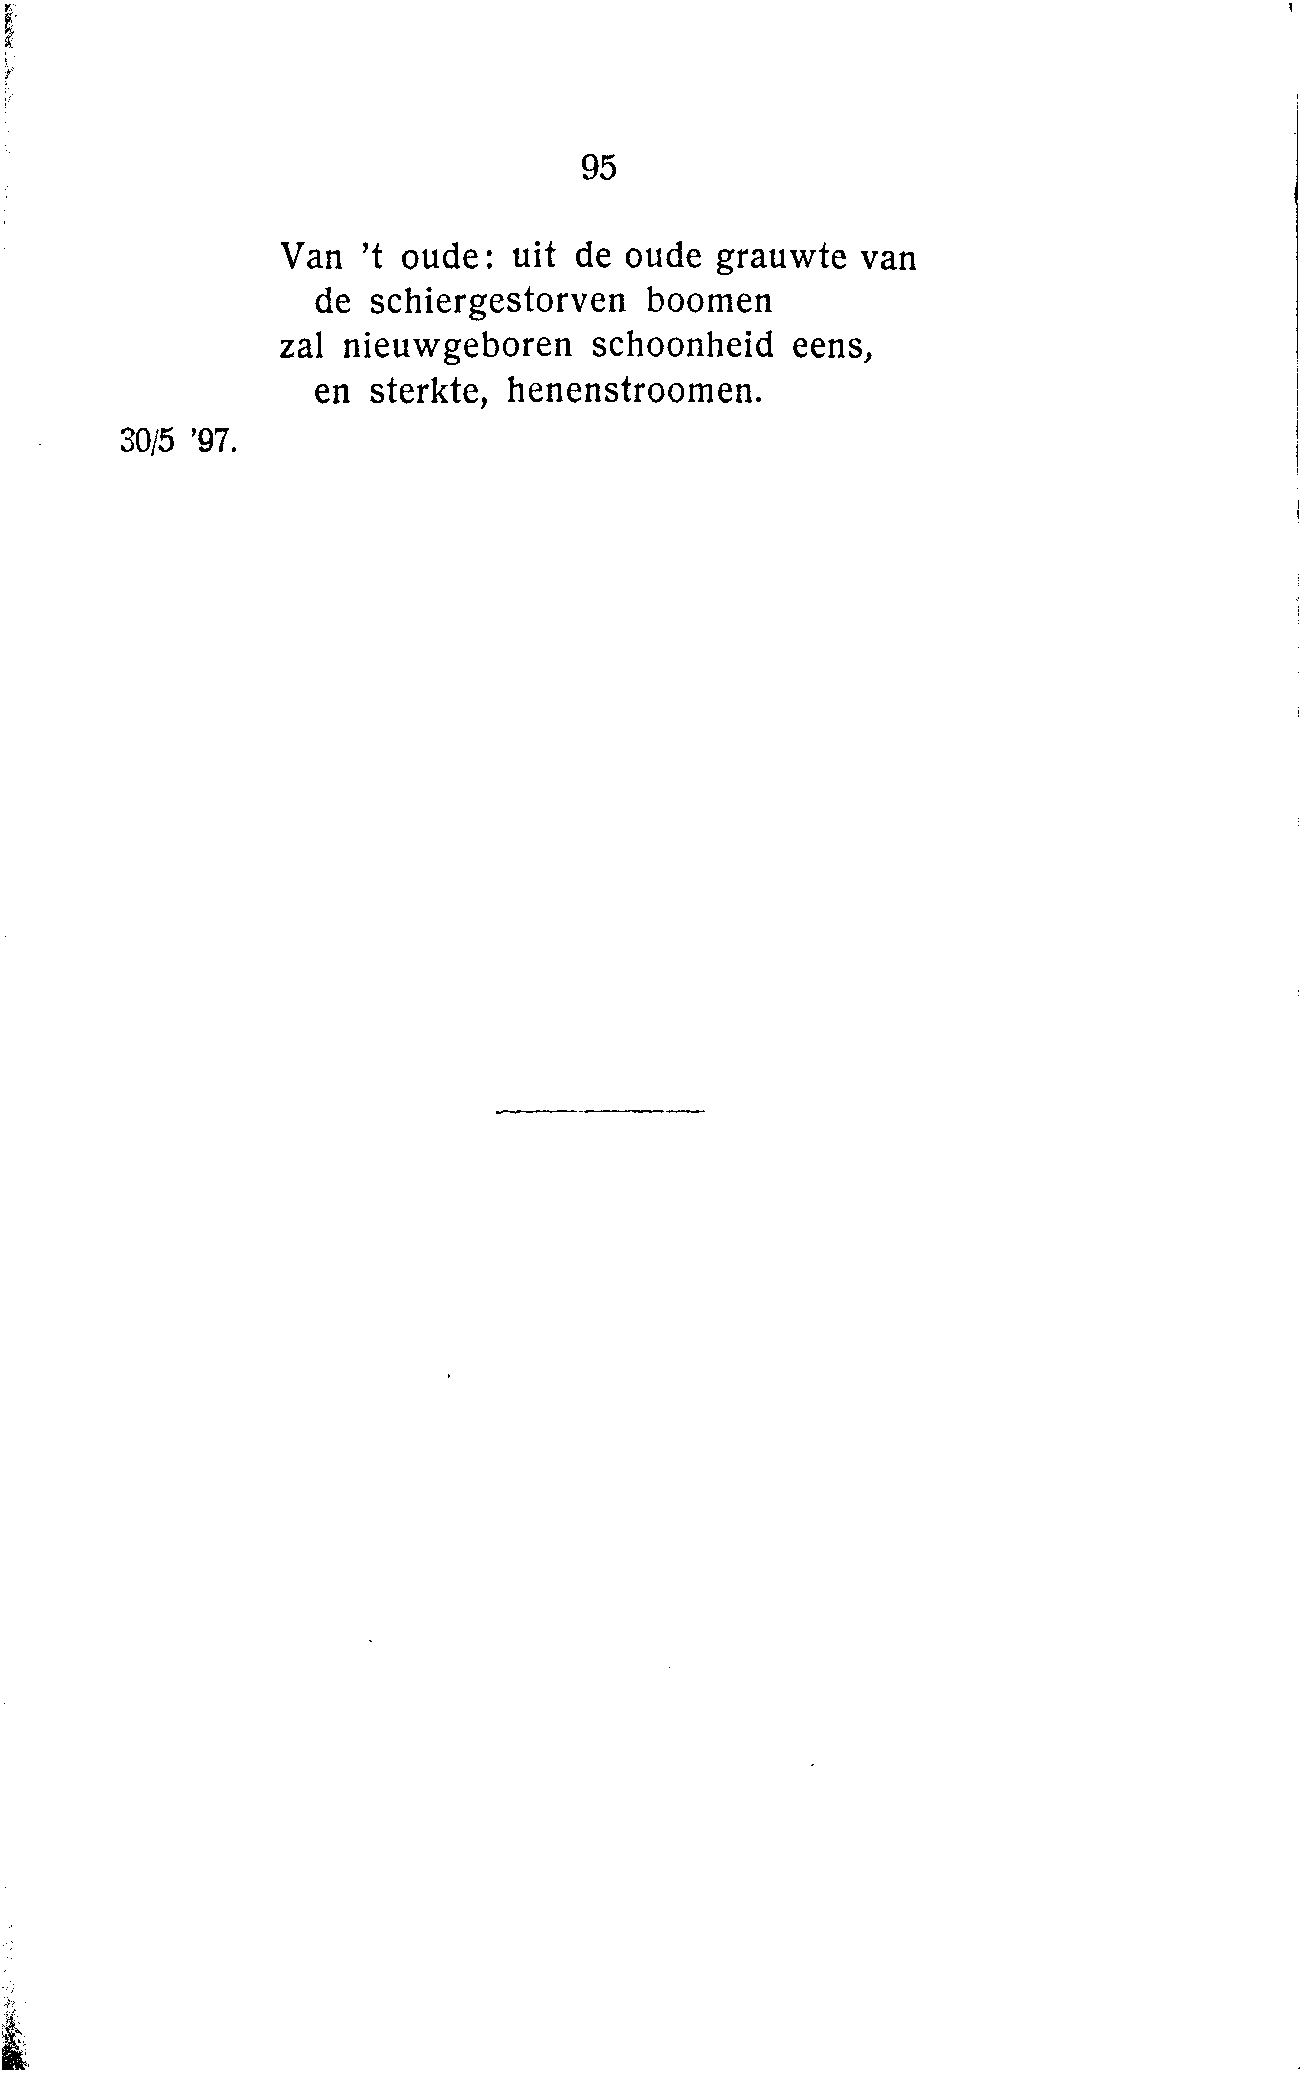 95
Van 't oude: uit de oude grauwte van
de schiergestorven boomen
zal nieuwgeboren schoonheid eens,
en sterkte, henenstroomen.
30/5 '97.